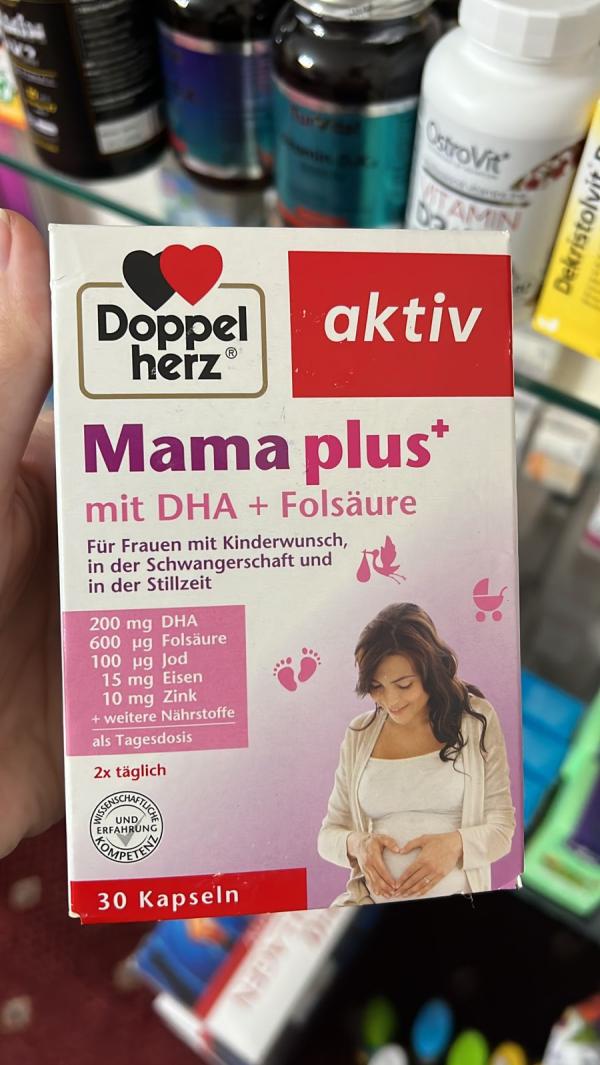 OstroVit
VITAMIN
Dekristolvit
Doppel
herz®
aktiv
Mama plus+
mit DHA + Folsäure
Für Frauen mit Kinderwunsch,
in der Schwangerschaft und
in der Stillzeit
200 mg DHA
600 µg Folsäure
100 µg Jod
15 mg Eisen
10 mg Zink
+ weitere Nährstoffe
als Tagesdosis
2x täglich
WISSENSCHAFTLICHE
UND
ERFAHRUNG
KOMPETENZ
30 Kapseln